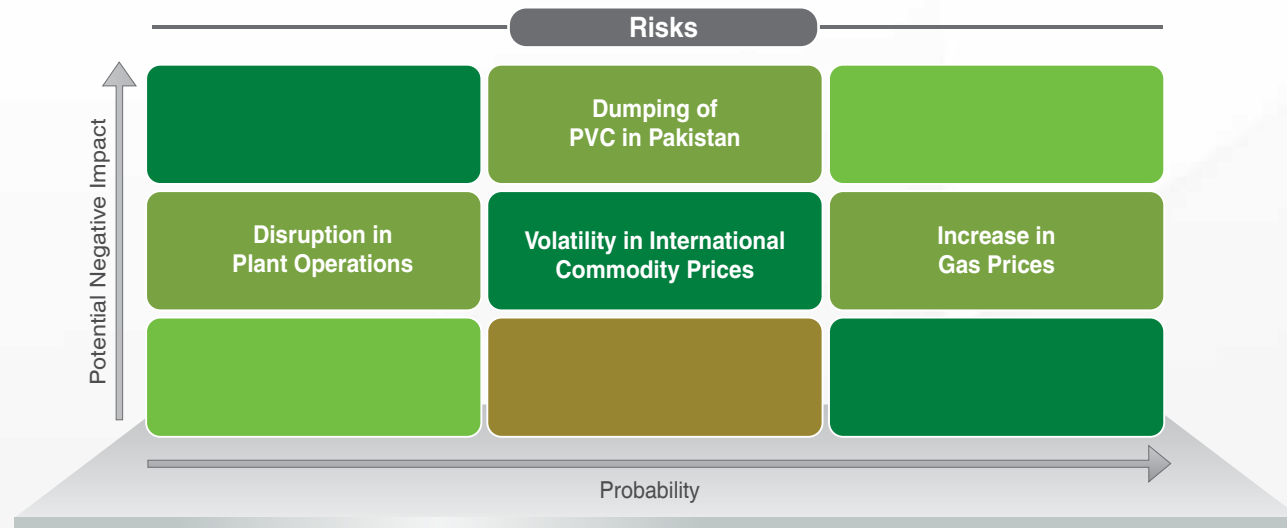 Risks
Potential Negative Impact
Dumping of
PVC in Pakistan
Disruption in
Plant Operations
Volatility in International
Commodity Prices
Increase in
Gas Prices
Probability